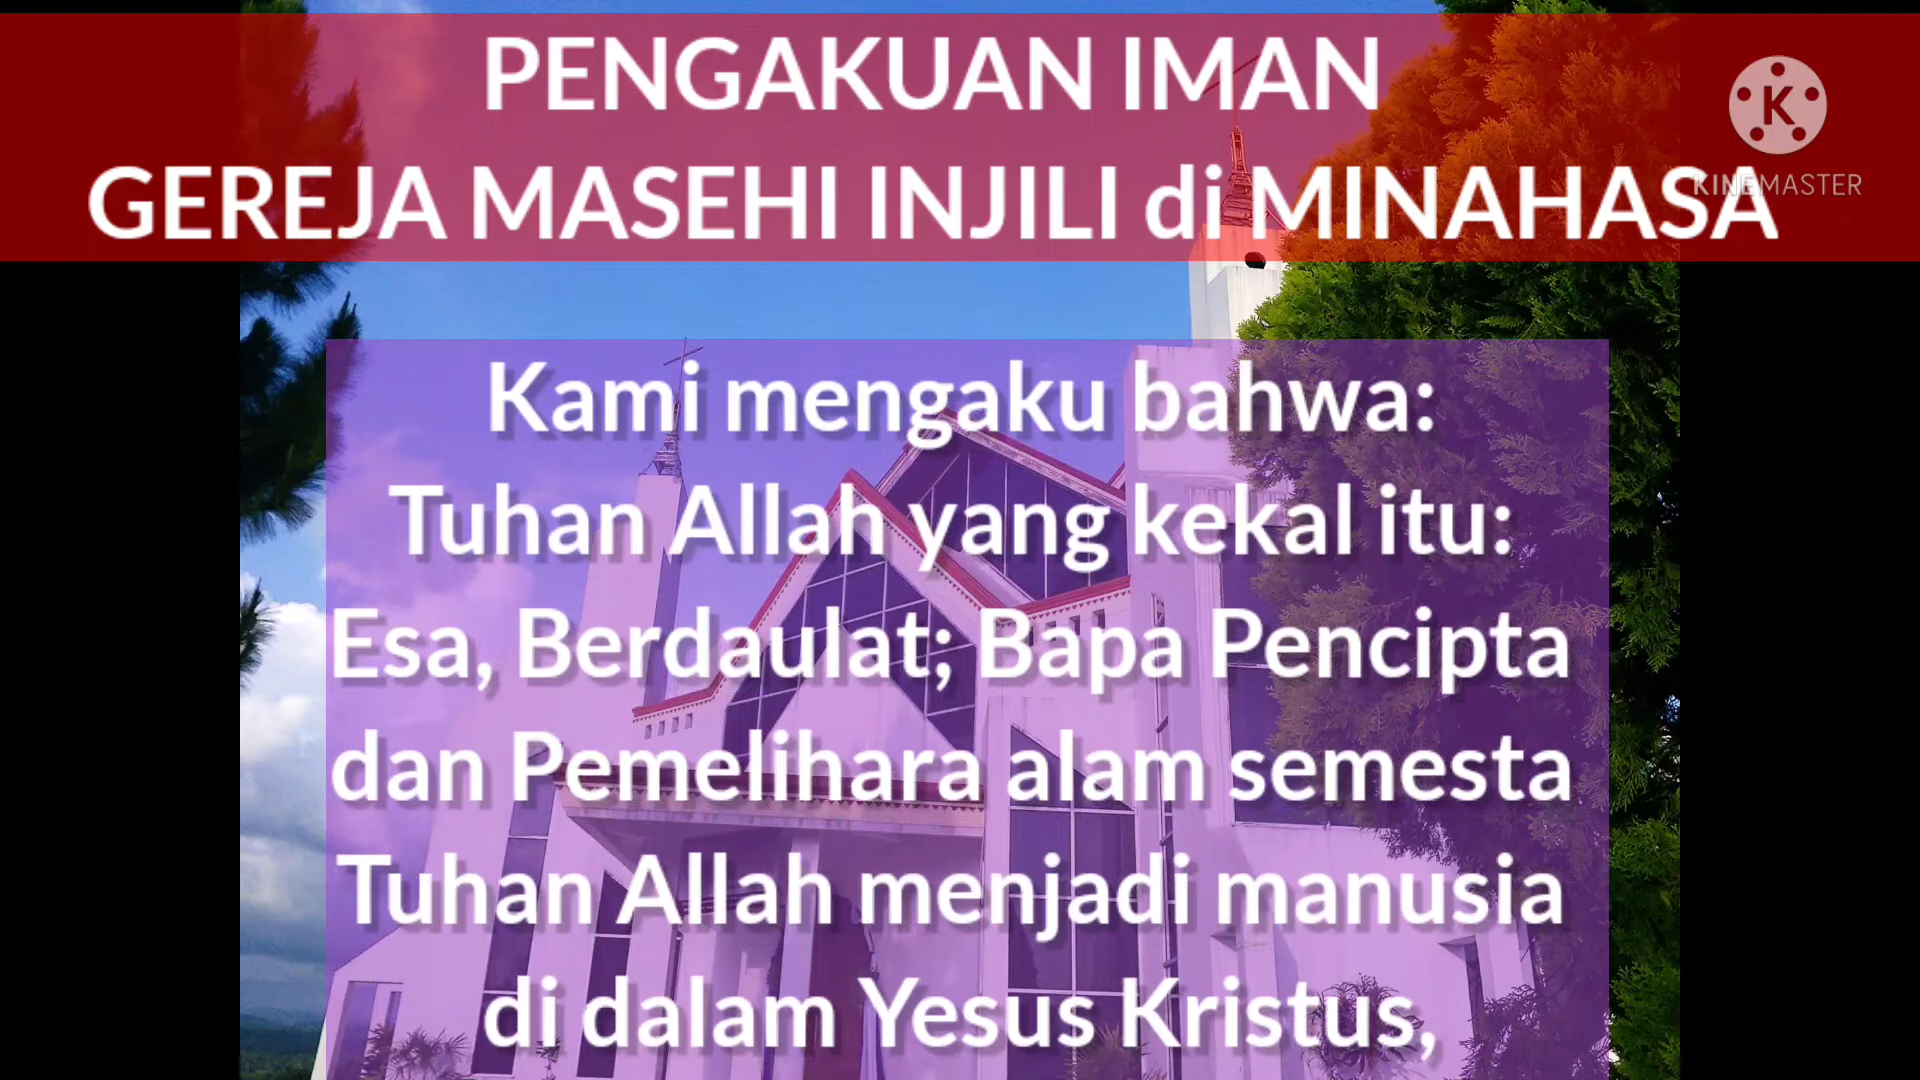 PENGAKUAN IMAN
GEREJA MASEHI INJILI di MINAHASA
K
KINEMASTER
Kami mengaku bahwa:
Tuhan Allah yang kekal itu:
Esa, Berdaulat; Bapa Pencipta
dan Pemelihara alam semesta
Tuhan Allah menjadi manusia
di dalam Yesus Kristus,